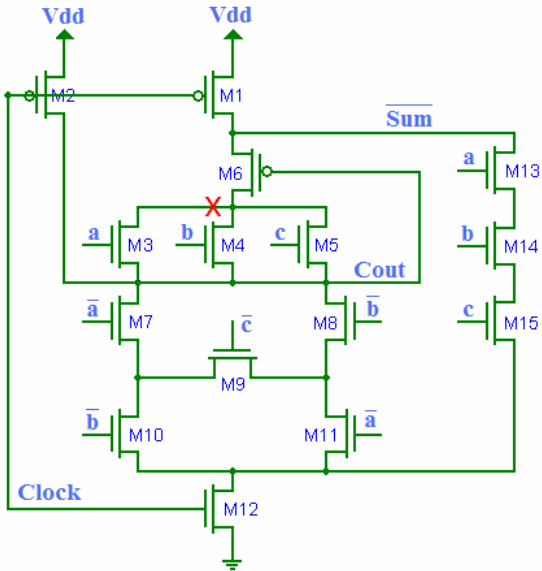 Vdd Vdd
M2 M1
S̅u̅m̅
M6 a M13
X
a M3 b M4 c M5 b M14
Cout
a̅ M7 c̅ M8 b̅ c M15
M9
b̅ M10 M11 a̅
Clock M12